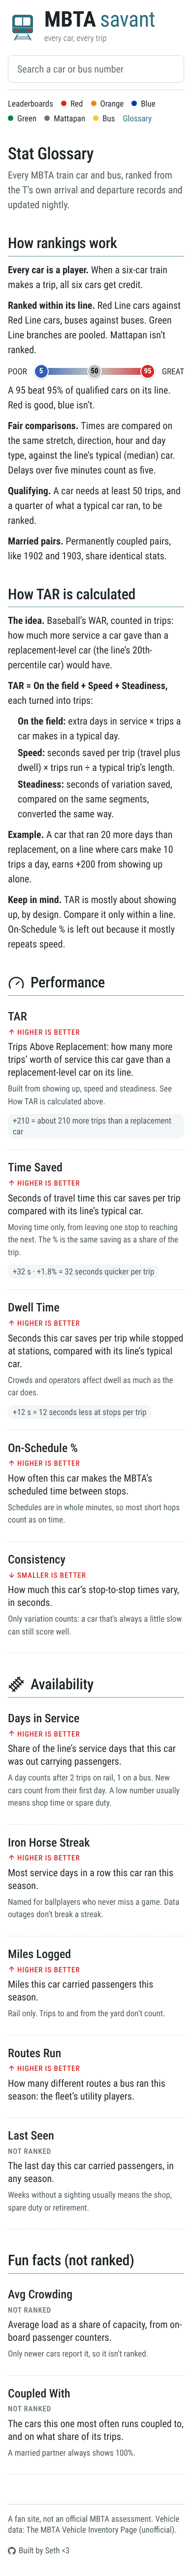 MBTA savant
every car, every trip
Search a car or bus number
Leaderboards Red Orange Blue
Green Mattapan Bus Glossary
Stat Glossary
Every MBTA train car and bus, ranked from
the T's own arrival and departure records and
updated nightly.
How rankings work
Every car is a player. When a six-car train
makes a trip, all six cars get credit.
Ranked within its line. Red Line cars against
Red Line cars, buses against buses. Green
Line branches are pooled. Mattapan isn't
ranked.
POOR 5 50 95 GREAT
A 95 beat 95% of qualified cars on its line.
Red is good, blue isn't.
Fair comparisons. Times are compared on
the same stretch, direction, hour and day
type, against the line's typical (median) car.
Delays over five minutes count as five.
Qualifying. A car needs at least 50 trips, and
a quarter of what a typical car ran, to be
ranked.
Married pairs. Permanently coupled pairs,
like 1902 and 1903, share identical stats.
How TAR is calculated
The idea. Baseball's WAR, counted in trips:
how much more service a car gave than a
replacement-level car (the line's 20th-
percentile car) would have.
TAR = On the field + Speed + Steadiness,
each turned into trips:
On the field: extra days in service × trips a
car makes in a typical day.
Speed: seconds saved per trip (travel plus
dwell) × trips run ÷ a typical trip's length.
Steadiness: seconds of variation saved,
compared on the same segments,
converted the same way.
Example. A car that ran 20 more days than
replacement, on a line where cars make 10
trips a day, earns +200 from showing up
alone.
Keep in mind. TAR is mostly about showing
up, by design. Compare it only within a line.
On-Schedule % is left out because it mostly
repeats speed.
Performance
TAR
↑ HIGHER IS BETTER
Trips Above Replacement: how many more
trips' worth of service this car gave than a
replacement-level car on its line.
Built from showing up, speed and steadiness. See
How TAR is calculated above.
+210 = about 210 more trips than a replacement
car
Time Saved
↑ HIGHER IS BETTER
Seconds of travel time this car saves per trip
compared with its line's typical car.
Moving time only, from leaving one stop to reaching
the next. The % is the same saving as a share of the
trip.
+32 s · +1.8% = 32 seconds quicker per trip
Dwell Time
↑ HIGHER IS BETTER
Seconds this car saves per trip while stopped
at stations, compared with its line's typical
car.
Crowds and operators affect dwell as much as the
car does.
+12 s = 12 seconds less at stops per trip
On-Schedule %
↑ HIGHER IS BETTER
How often this car makes the MBTA's
scheduled time between stops.
Schedules are in whole minutes, so most short hops
count as on time.
Consistency
↓ SMALLER IS BETTER
How much this car's stop-to-stop times vary,
in seconds.
Only variation counts: a car that's always a little slow
can still score well.
Availability
Days in Service
↑ HIGHER IS BETTER
Share of the line's service days that this car
was out carrying passengers.
A day counts after 2 trips on rail, 1 on a bus. New
cars count from their first day. A low number usually
means shop time or spare duty.
Iron Horse Streak
↑ HIGHER IS BETTER
Most service days in a row this car ran this
season.
Named for ballplayers who never miss a game. Data
outages don't break a streak.
Miles Logged
↑ HIGHER IS BETTER
Miles this car carried passengers this
season.
Rail only. Trips to and from the yard don't count.
Routes Run
↑ HIGHER IS BETTER
How many different routes a bus ran this
season: the fleet's utility players.
Last Seen
NOT RANKED
The last day this car carried passengers, in
any season.
Weeks without a sighting usually means the shop,
spare duty or retirement.
Fun facts (not ranked)
Avg Crowding
NOT RANKED
Average load as a share of capacity, from on-
board passenger counters.
Only newer cars report it, so it isn't ranked.
Coupled With
NOT RANKED
The cars this one most often runs coupled to,
and on what share of its trips.
A married partner always shows 100%.
A fan site, not an official MBTA assessment. Vehicle
data: The MBTA Vehicle Inventory Page (unofficial).
Built by Seth <3